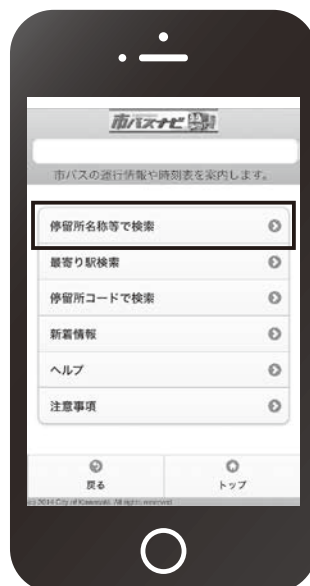 市バスナビ
市バスの運行情報や時刻表を案内します。
停留所名称等で検索
最寄り駅検索
停留所コードで検索
新着情報
ヘルプ
注意事項
戻る
トップ
(c) 2014 City of Kawasaki. All rights reserved